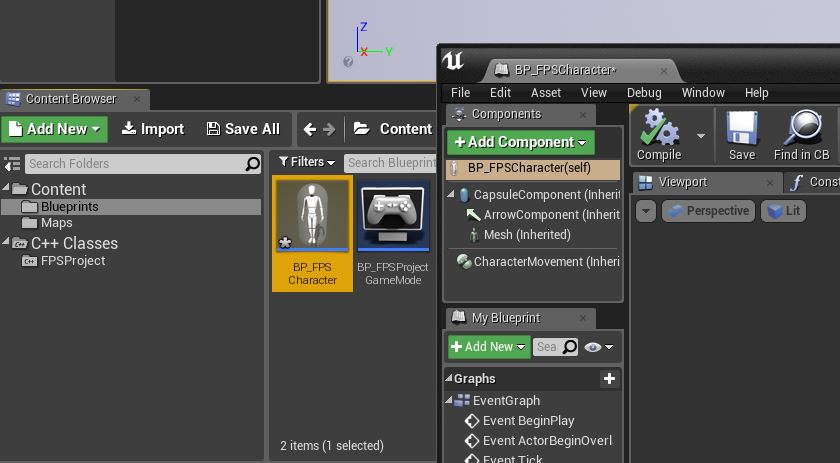 Z
X
Y
BP_FPSCharacter*
Content Browser
File Edit Asset View Debug Window Help
Components
Add New Import Save All Content
Add Component
Compile Save Find in CB
Search Folders
Filters Search Blueprint
BP_FPSCharacter(self)
Content
Viewport Const
Blueprints
CapsuleComponent (Inherit
Maps
ArrowComponent (Inherit
Perspective Lit
Mesh (Inherited)
C++ Classes
FPSProject
CharacterMovement (Inheri
BP_FPS
Character
BP_FPSProject
GameMode
My Blueprint
Add New Sea
Graphs
EventGraph
Event BeginPlay
Event ActorBeginOverl
Event Tick
2 items (1 selected)